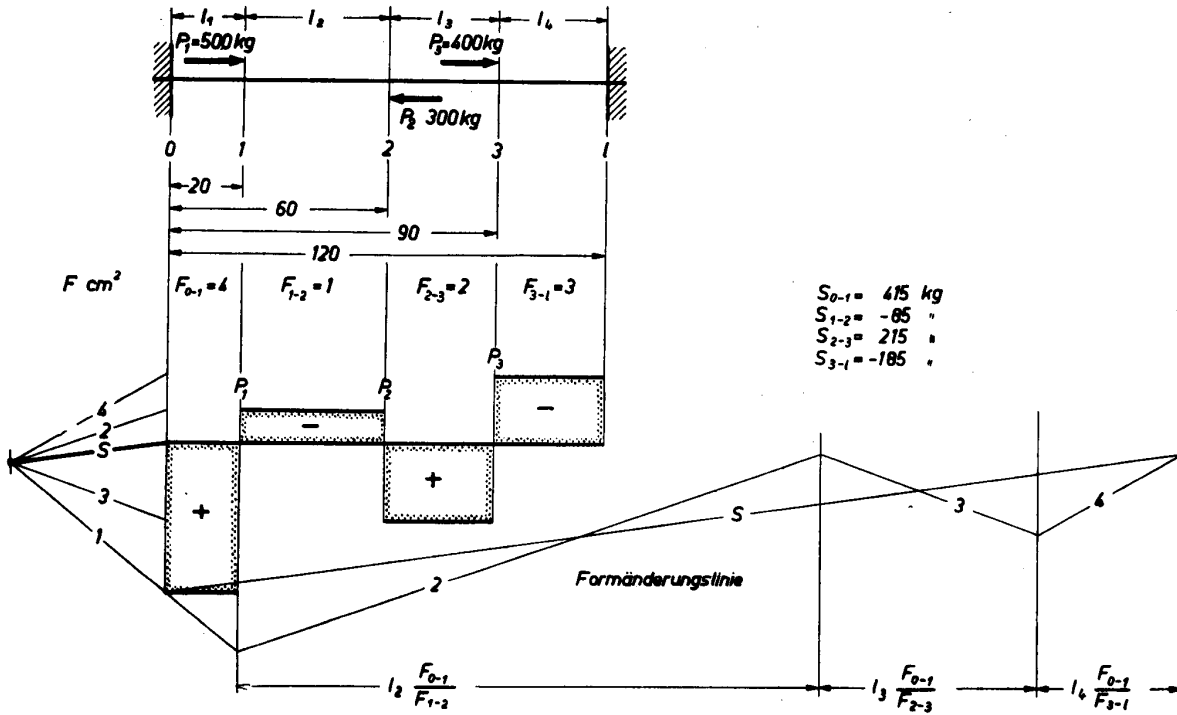 l₁ l₂ l₃ l₄
P₁=500kg P₃=400kg
P₂ 300kg
0 1 2 3 l
20
60
90
120
F cm² F₀₋₁=4 F₁₋₂=1 F₂₋₃=2 F₃₋ₗ=3
S₀₋₁= 415 kg
S₁₋₂= -85 "
S₂₋₃= 215 "
S₃₋ₗ= -185 "
P₃
P₁ P₂
4
2
S
3
1
- -
+ +
S 3 4
2
Formänderungslinie
l₂ F₀₋₁/F₁₋₂ l₃ F₀₋₁/F₂₋₃ l₄ F₀₋₁/F₃₋ₗ